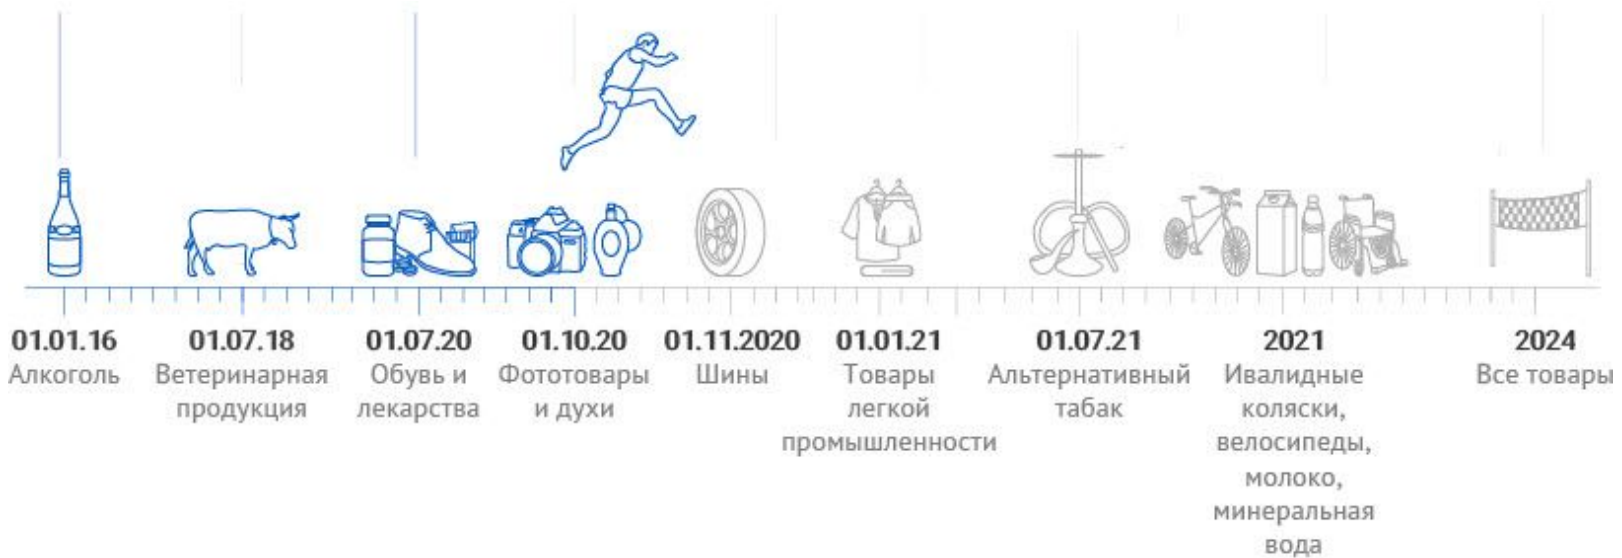 01.01.16
Алкоголь
01.07.18
Ветеринарная
продукция
01.07.20
Обувь и
лекарства
01.10.20
Фототовары
и духи
01.11.2020
Шины
01.01.21
Товары
легкой
промышленности
01.07.21
Альтернативный
табак
2021
Ивалидные
коляски,
велосипеды,
молоко,
минеральная
вода
2024
Все товары